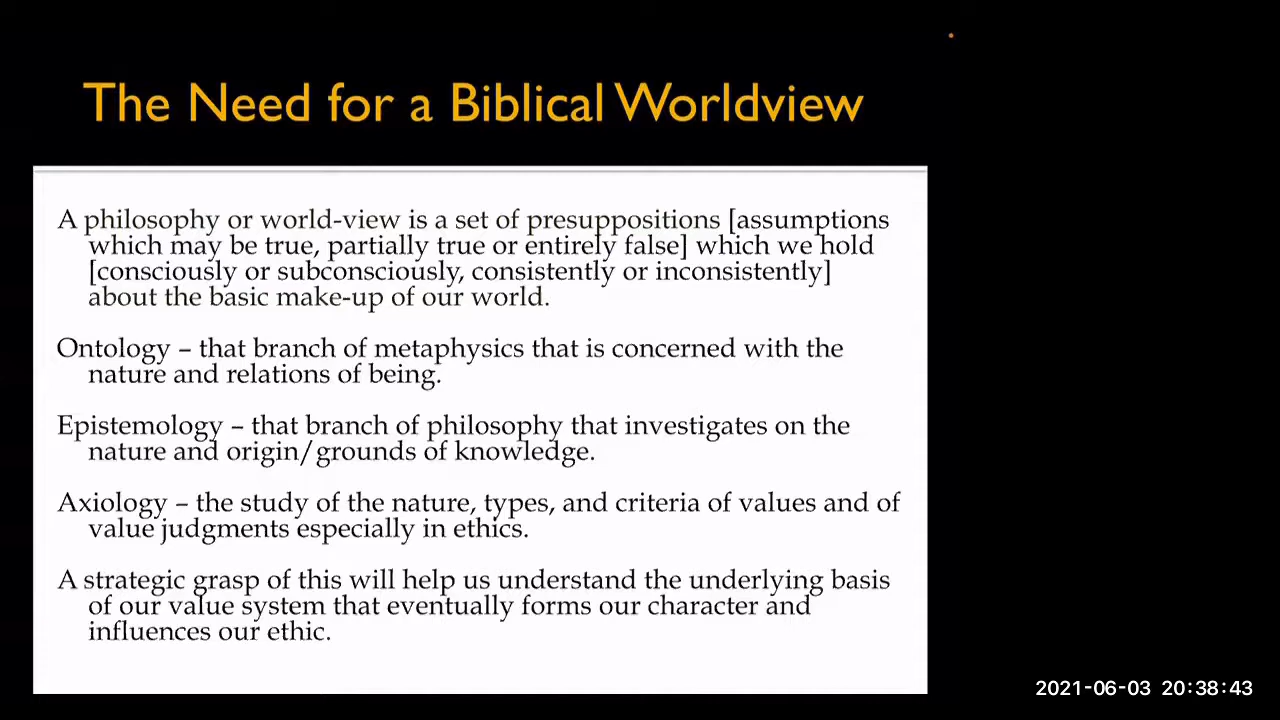 The Need for a Biblical Worldview
A philosophy or world-view is a set of presuppositions [assumptions
which may be true, partially true or entirely false] which we hold
[consciously or subconsciously, consistently or inconsistently]
about the basic make-up of our world.
Ontology – that branch of metaphysics that is concerned with the
nature and relations of being.
Epistemology – that branch of philosophy that investigates on the
nature and origin/grounds of knowledge.
Axiology – the study of the nature, types, and criteria of values and of
value judgments especially in ethics.
A strategic grasp of this will help us understand the underlying basis
of our value system that eventually forms our character and
influences our ethic.
2021-06-03 20:38:43